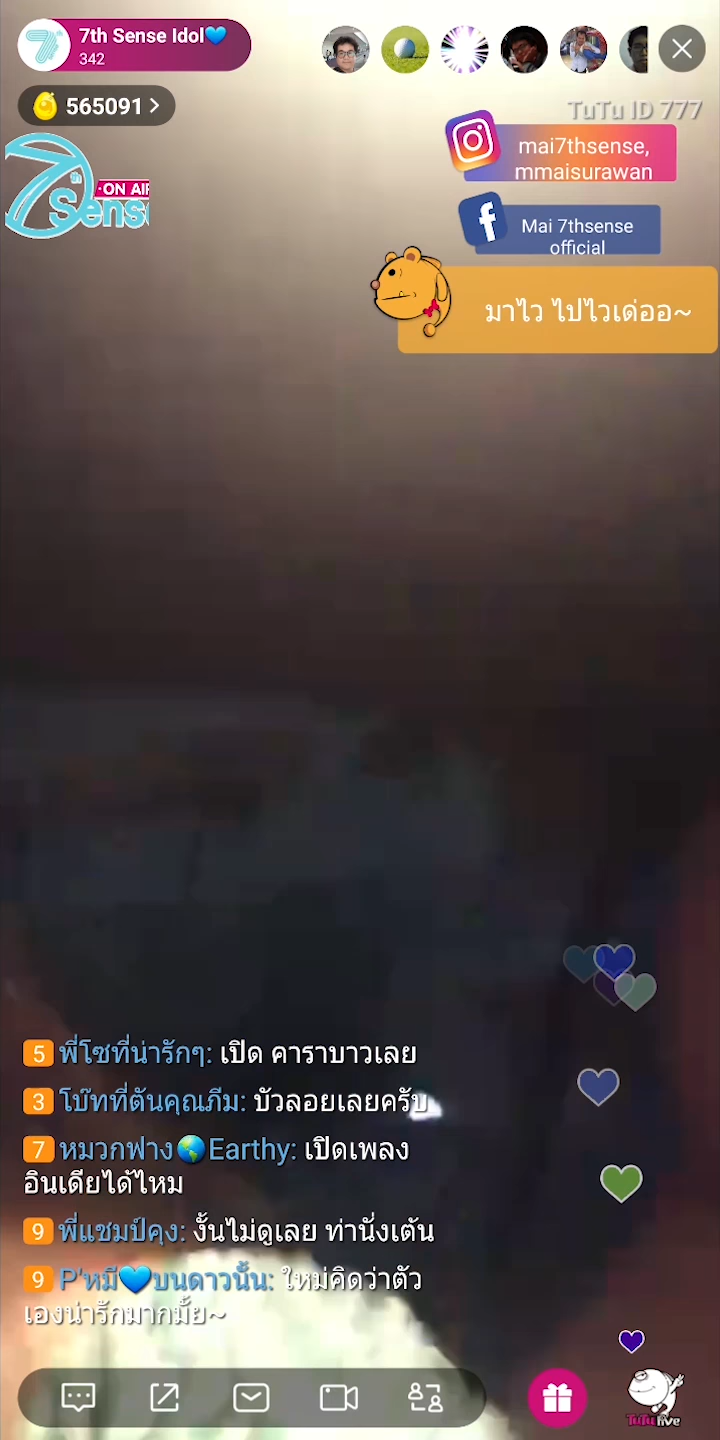 7th Sense Idol💙
342
565091 >
TuTu ID 777
mai7thsense,
mmaisurawan
7th
Sense
·ON AIR
Mai 7thsense
official
มาไว ไปไวเด่ออ~
5 พี่โซที่น่ารักๆ: เปิด คาราบาวเลย
3 โบ๊ทที่ตันคุณภีม: บัวลอยเลยครับ
7 หมวกฟาง🌎Earthy: เปิดเพลง
อินเดียได้ไหม
9 พี่แชมป์คุง: งั้นไม่ดูเลย ท่านั่งเต้น
9 P'หมี💙บนดาวนั้น: ใหม่คิดว่าตัว
เองน่ารักมากมั้ย~
TuTu live